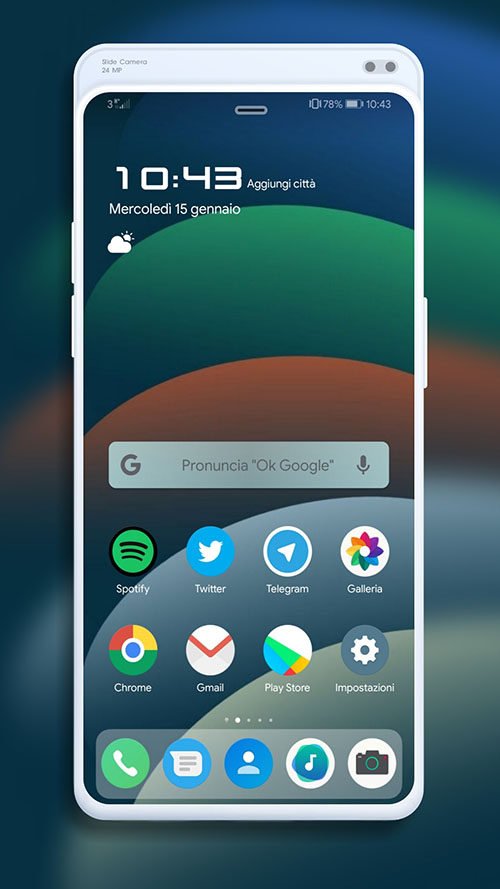 Slide Camera
24 MP
3 78% 10:43
10:43 Aggiungi città
Mercoledì 15 gennaio
G Pronuncia "Ok Google"
Spotify Twitter Telegram Galleria
Chrome Gmail Play Store Impostazioni